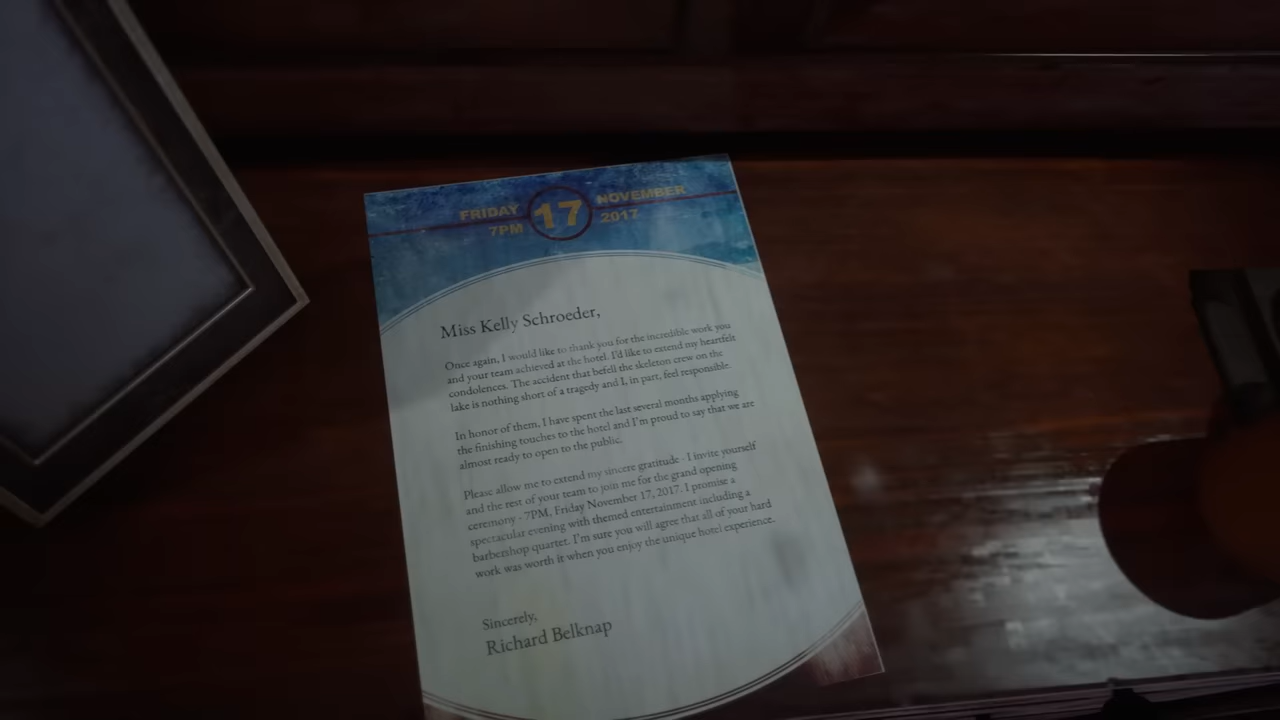 FRIDAY 17 NOVEMBER
7PM 2017
Miss Kelly Schroeder,
Once again, I would like to thank you for the incredible work you
and your team achieved at the hotel. I'd like to extend my heartfelt
condolences. The accident that befell the skeleton crew on the
lake is nothing short of a tragedy and I, in part, feel responsible.
In honor of them, I have spent the last several months applying
the finishing touches to the hotel and I'm proud to say that we are
almost ready to open to the public.
Please allow me to extend my sincere gratitude - I invite yourself
and the rest of your team to join me for the grand opening
ceremony - 7PM, Friday November 17, 2017. I promise a
spectacular evening with themed entertainment including a
barbershop quartet. I'm sure you will agree that all of your hard
work was worth it when you enjoy the unique hotel experience.
Sincerely,
Richard Belknap